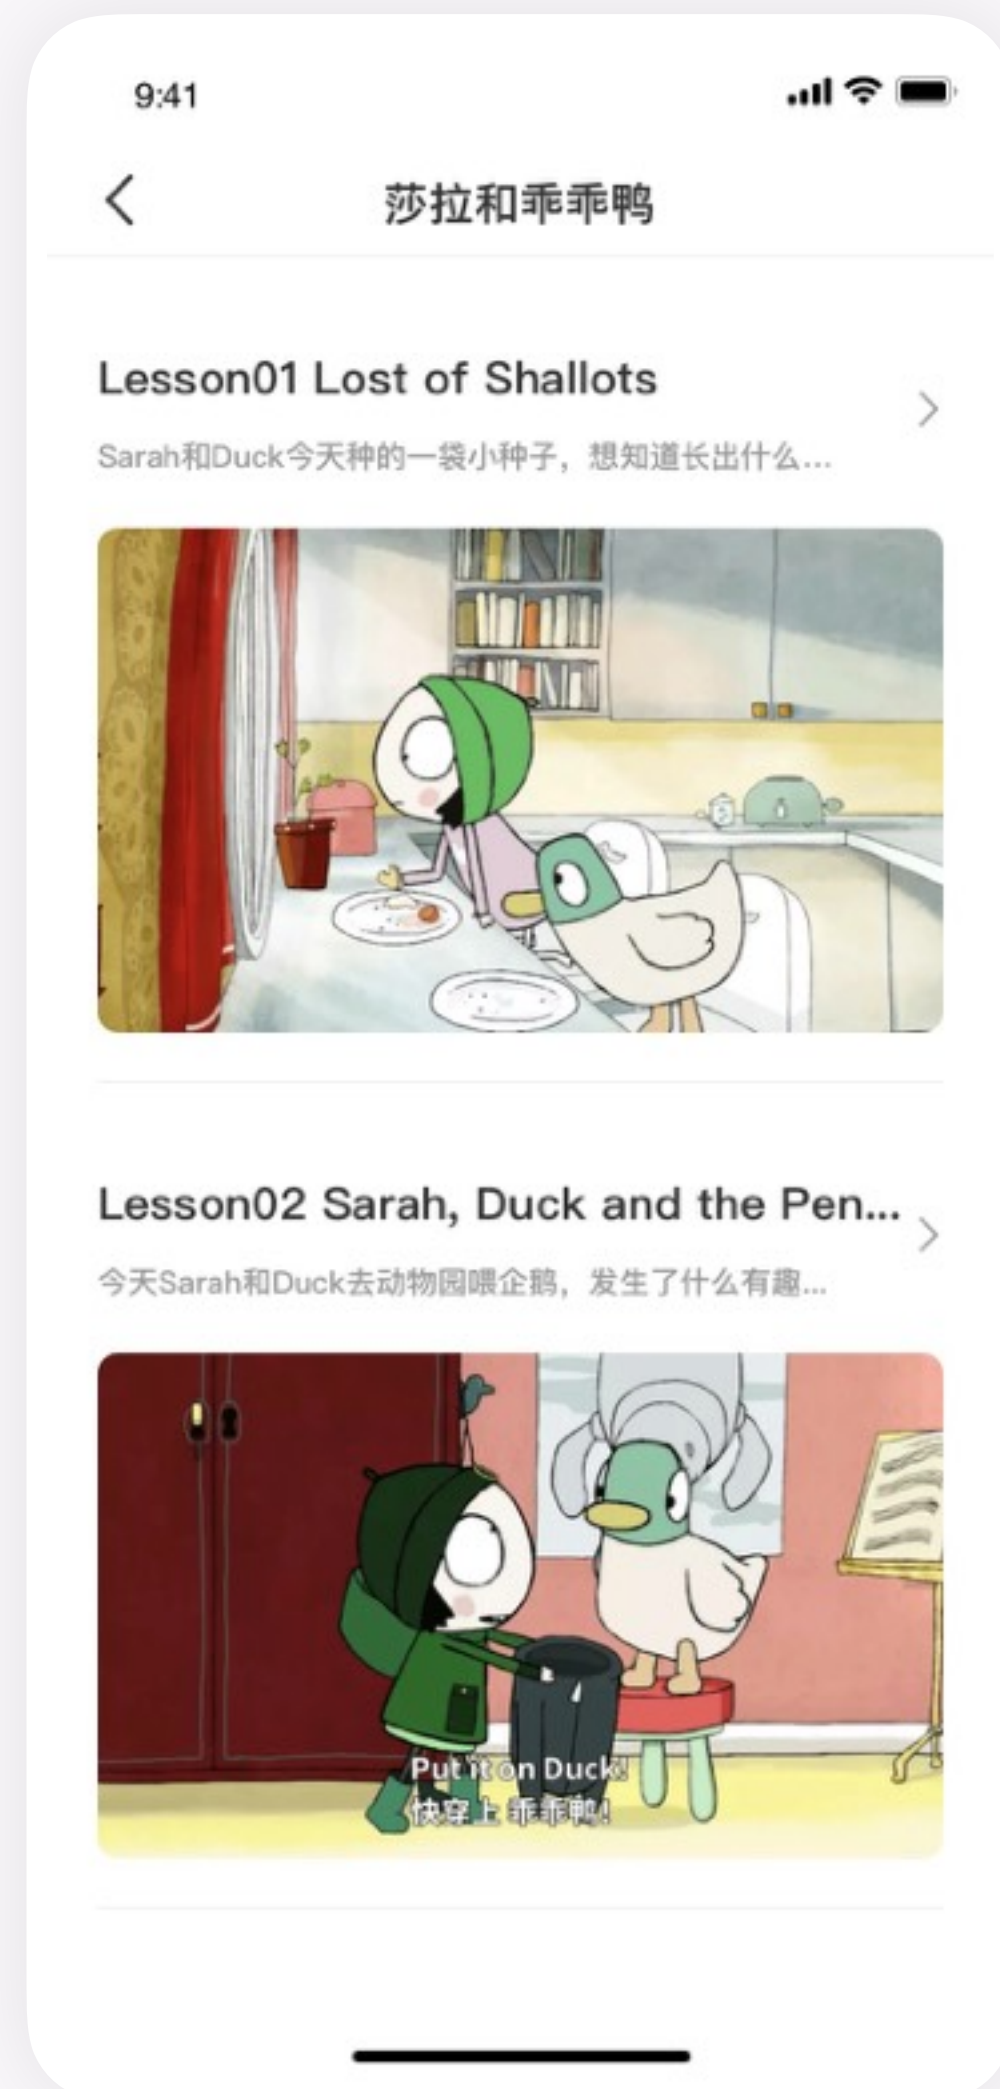 9:41
莎拉和乖乖鸭
Lesson01 Lost of Shallots
Sarah和Duck今天种的一袋小种子，想知道长出什么...
Lesson02 Sarah, Duck and the Pen...
今天Sarah和Duck去动物园喂企鹅，发生了什么有趣...
Put it on Duck!
快穿上 乖乖鸭！